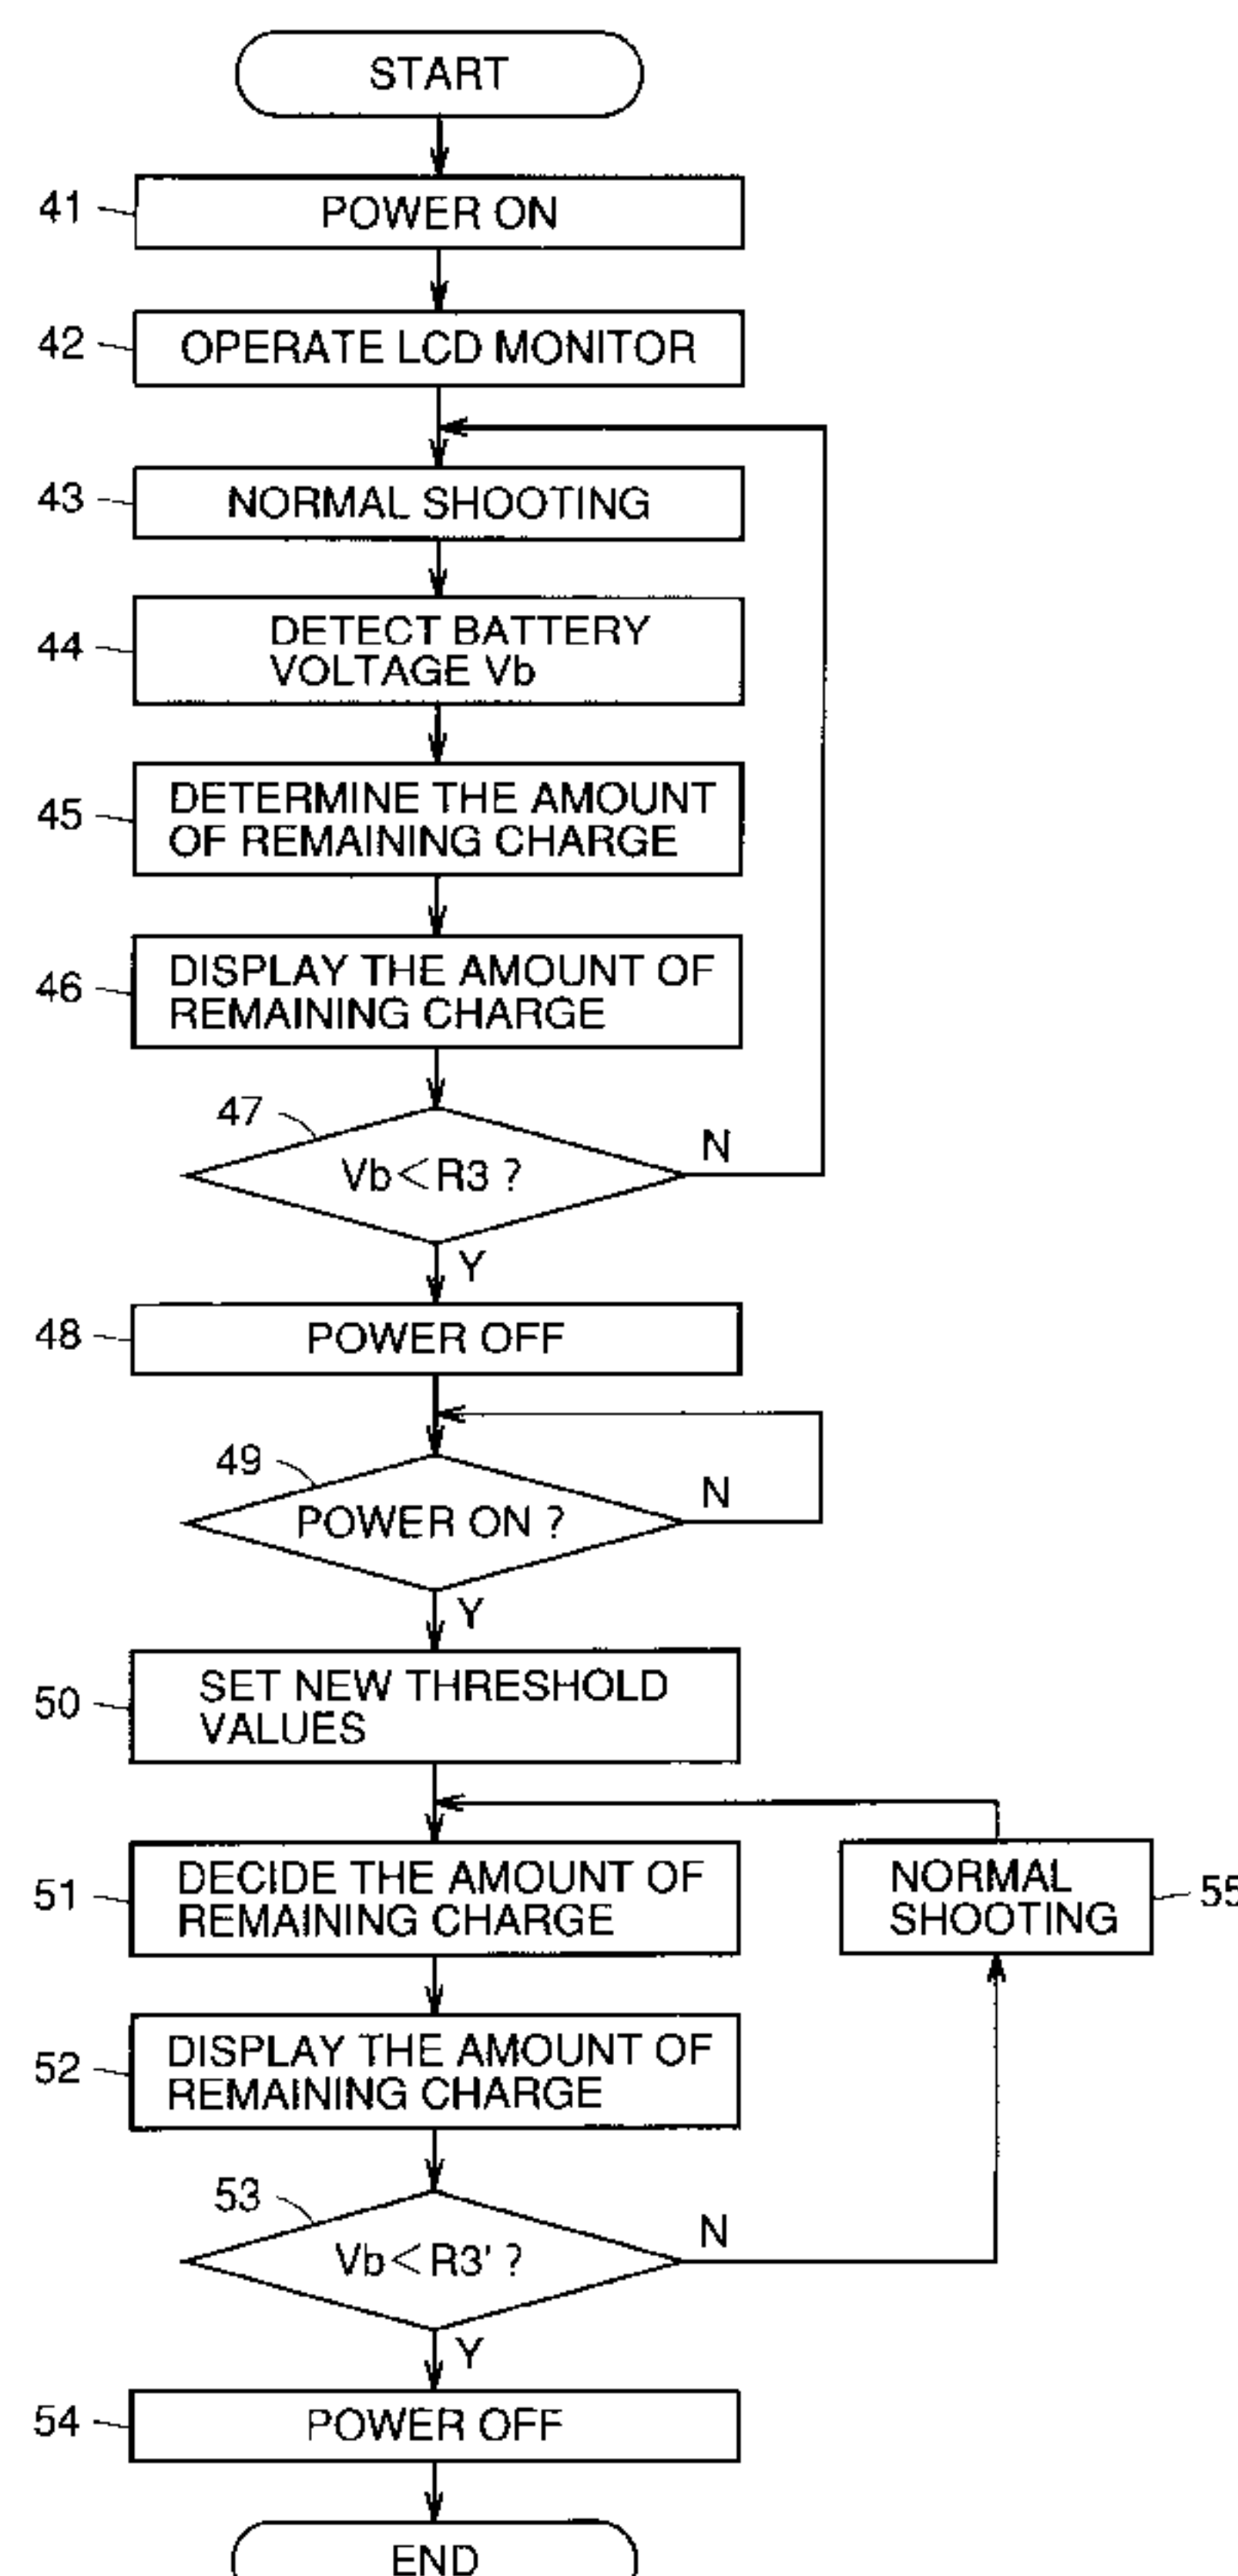 START
41
POWER ON
42
OPERATE LCD MONITOR
43
NORMAL SHOOTING
44
DETECT BATTERY
VOLTAGE Vb
45
DETERMINE THE AMOUNT
OF REMAINING CHARGE
46
DISPLAY THE AMOUNT OF
REMAINING CHARGE
47
Vb<R3 ?
N
Y
48
POWER OFF
49
POWER ON ?
N
Y
50
SET NEW THRESHOLD
VALUES
51
DECIDE THE AMOUNT OF
REMAINING CHARGE
NORMAL
SHOOTING
55
52
DISPLAY THE AMOUNT OF
REMAINING CHARGE
53
Vb<R3' ?
N
Y
54
POWER OFF
END